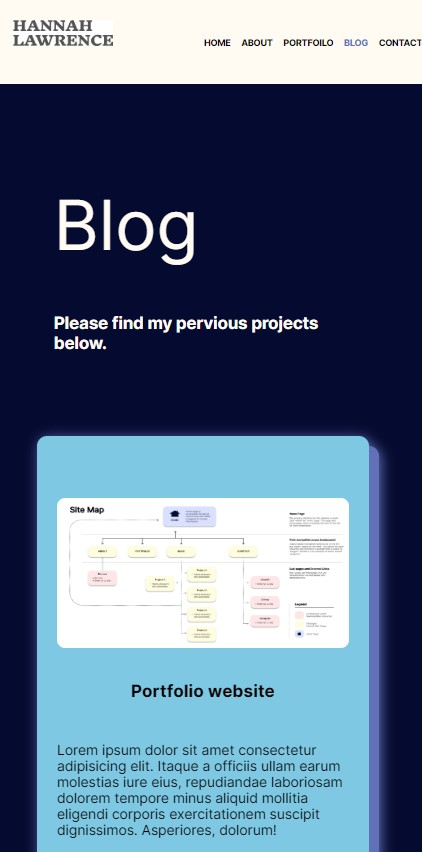 HANNAH
LAWRENCE
HOME ABOUT PORTFOILO BLOG CONTACT
Blog
Please find my pervious projects
below.
Site Map
Portfolio website
Lorem ipsum dolor sit amet consectetur
adipisicing elit. Itaque a officiis ullam earum
molestias iure eius, repudiandae laboriosam
dolorem tempore minus aliquid mollitia
eligendi corporis exercitationem suscipit
dignissimos. Asperiores, dolorum!